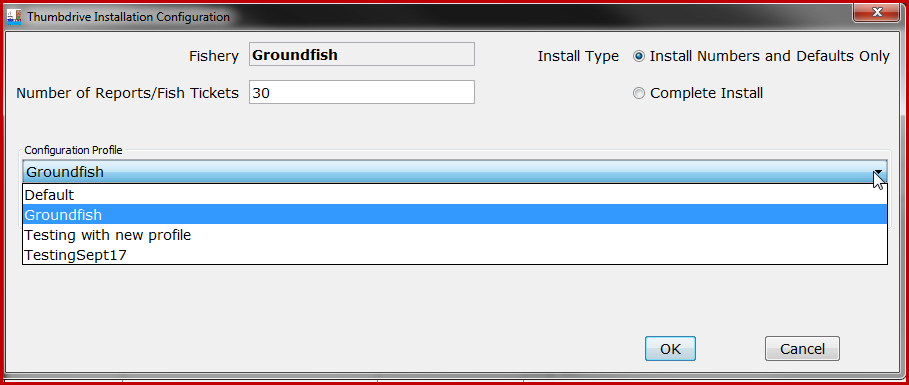 Thumbdrive Installation Configuration
Fishery Groundfish Install Type Install Numbers and Defaults Only
Number of Reports/Fish Tickets 30 Complete Install
Configuration Profile
Groundfish
Default
Groundfish
Testing with new profile
TestingSept17
OK Cancel